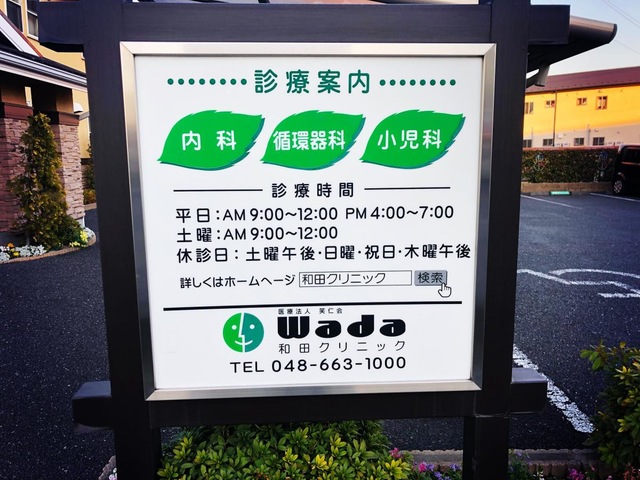 診療案内
内科 循環器科 小児科
診療時間
平日：AM 9:00～12:00 PM 4:00～7:00
土曜：AM 9:00～12:00
休診日：土曜午後・日曜・祝日・木曜午後
詳しくはホームページ 和田クリニック 検索
医療法人 笑仁会
Wada
和田クリニック
TEL 048-663-1000